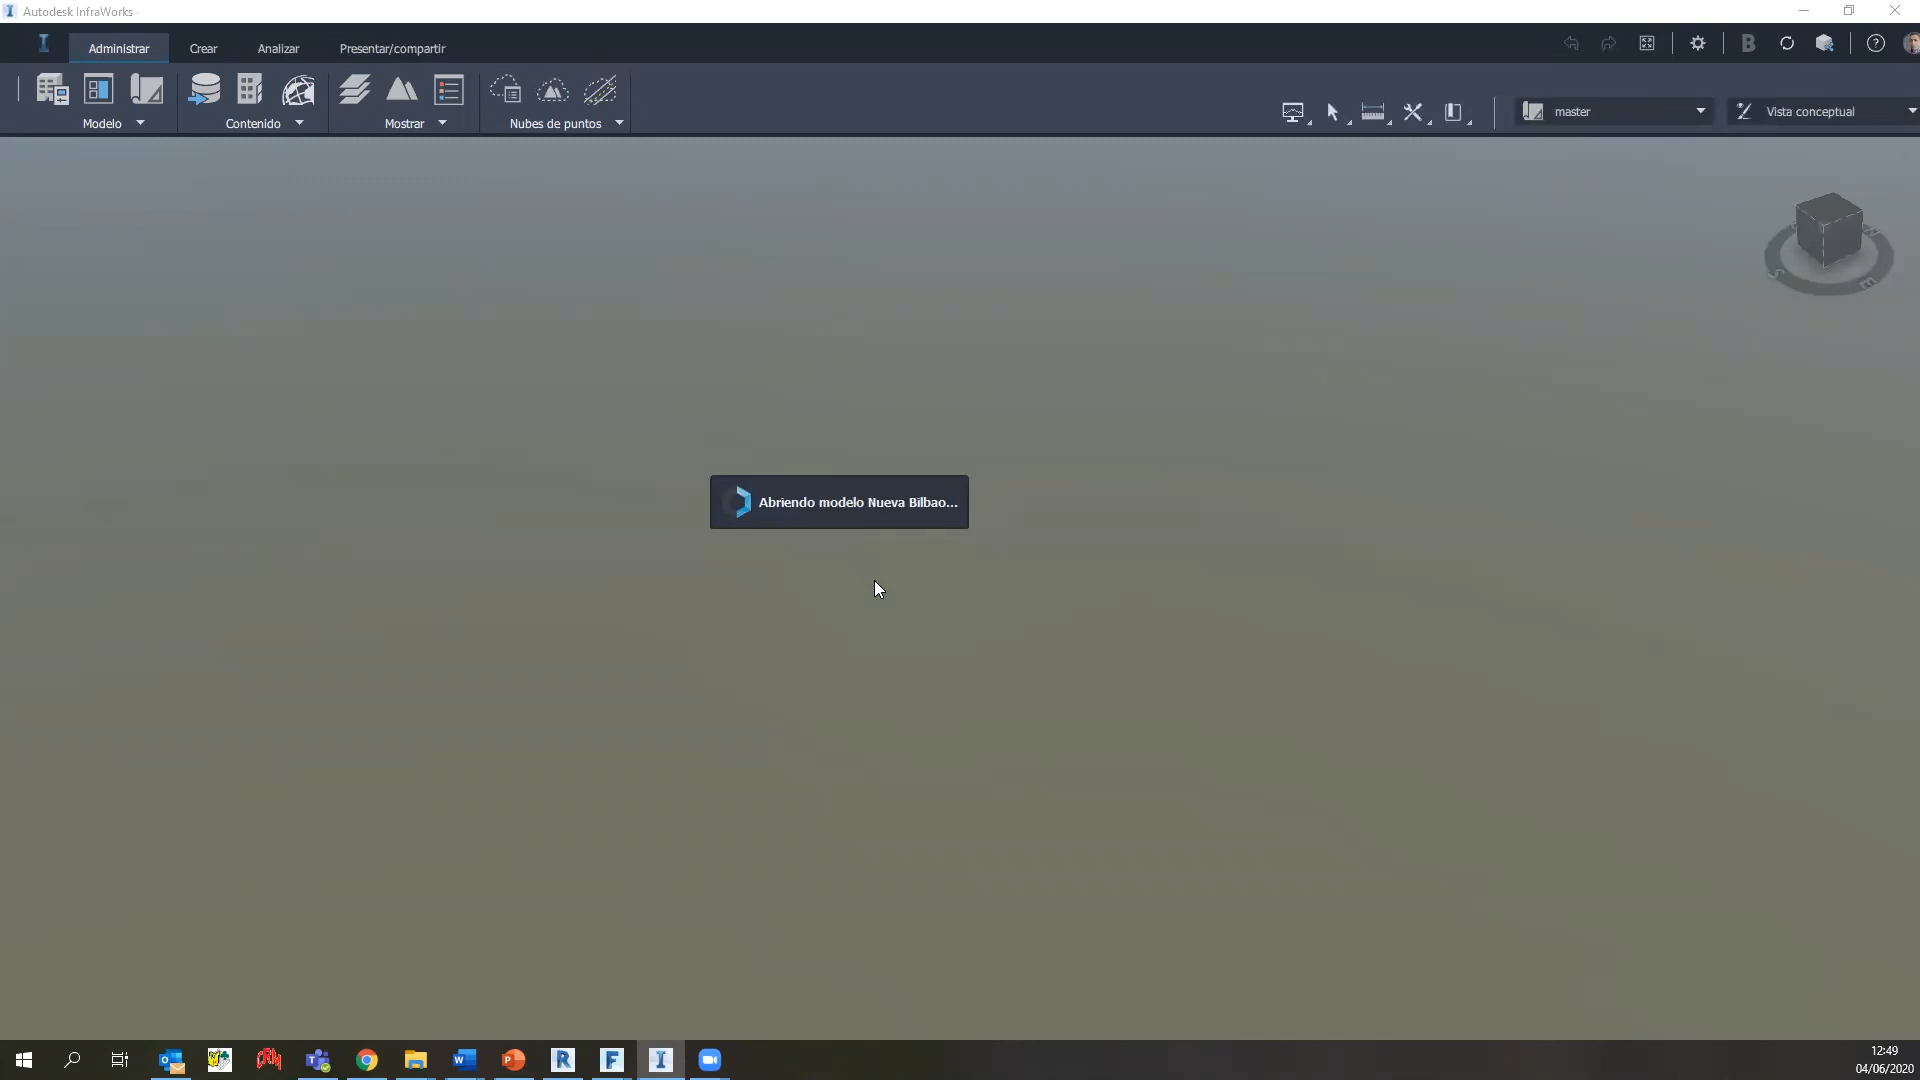 Autodesk InfraWorks -
Administrar
Crear
Analizar
Presentar/compartir
Modelo
Contenido
Mostrar
Nubes de puntos
master
Vista conceptual
Abriendo modelo Nueva Bilbao...
12:49
04/06/2020